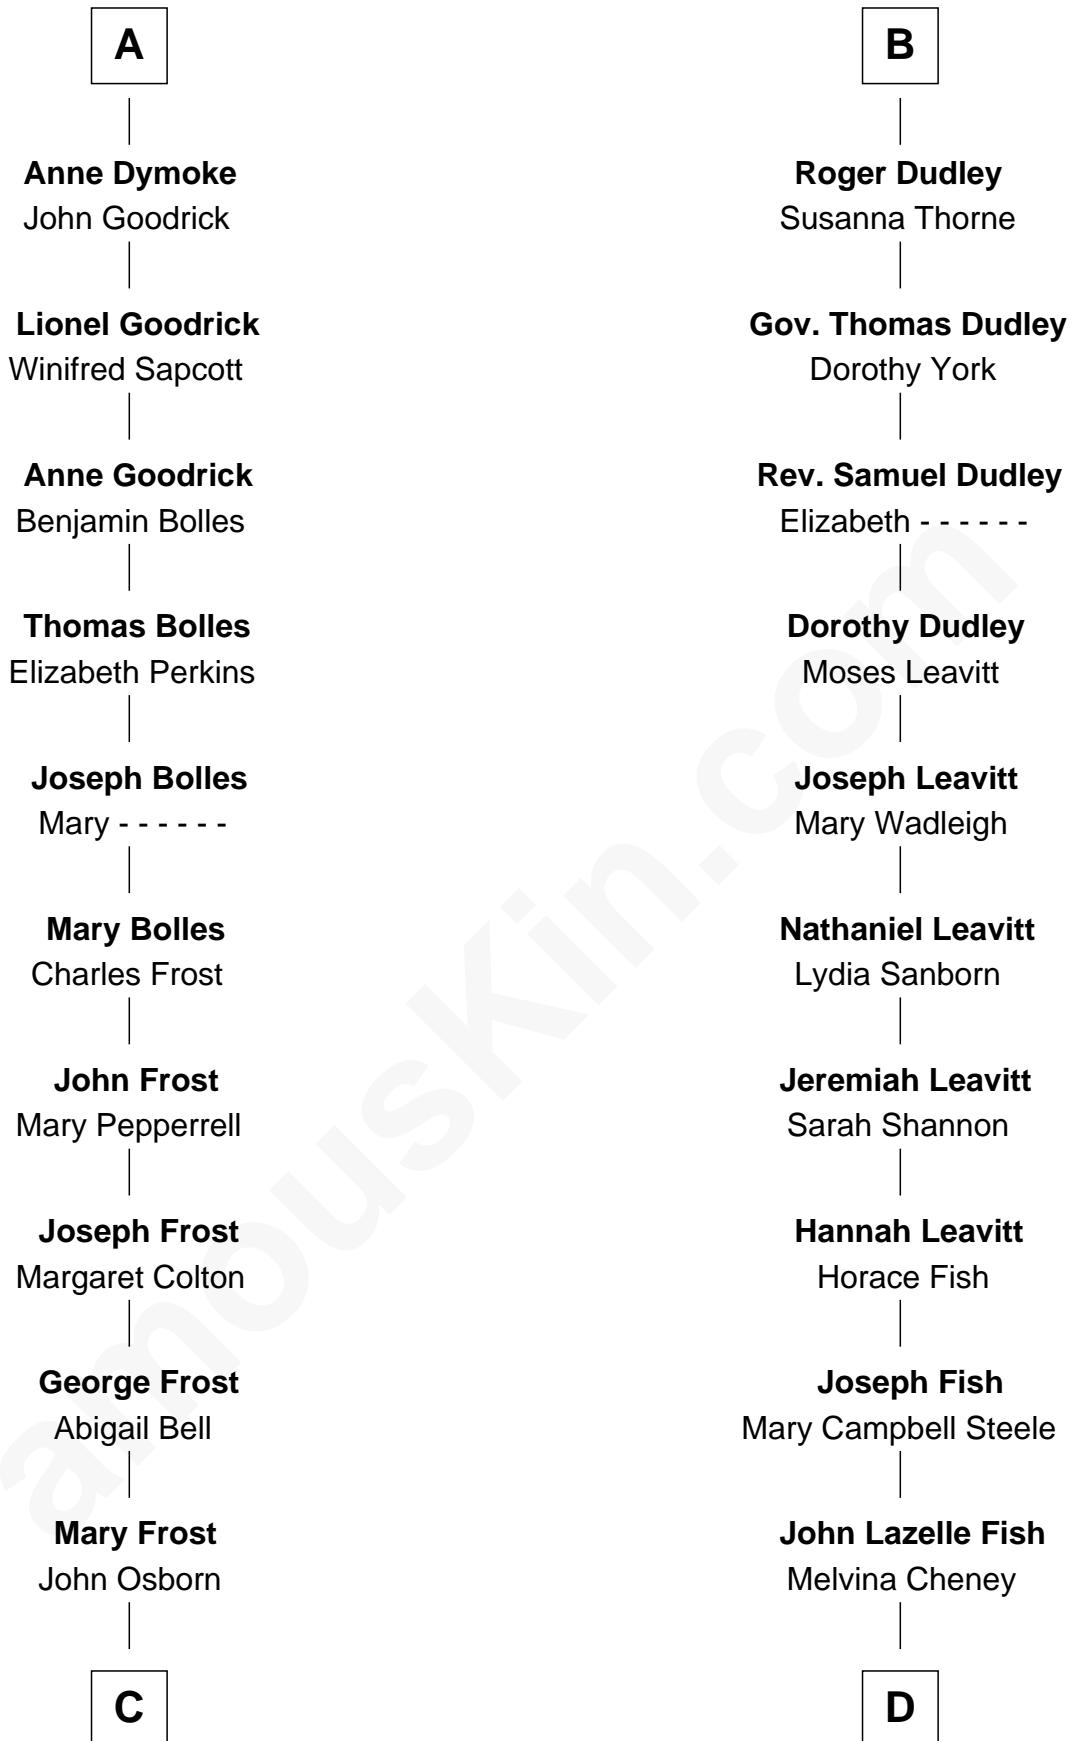 A
Anne Dymoke
John Goodrick
Lionel Goodrick
Winifred Sapcott
Anne Goodrick
Benjamin Bolles
Thomas Bolles
Elizabeth Perkins
Joseph Bolles
Mary - - - - - -
Mary Bolles
Charles Frost
John Frost
Mary Pepperrell
Joseph Frost
Margaret Colton
George Frost
Abigail Bell
Mary Frost
John Osborn
C
B
Roger Dudley
Susanna Thorne
Gov. Thomas Dudley
Dorothy York
Rev. Samuel Dudley
Elizabeth - - - - - -
Dorothy Dudley
Moses Leavitt
Joseph Leavitt
Mary Wadleigh
Nathaniel Leavitt
Lydia Sanborn
Jeremiah Leavitt
Sarah Shannon
Hannah Leavitt
Horace Fish
Joseph Fish
Mary Campbell Steele
John Lazelle Fish
Melvina Cheney
D
amousKin.com